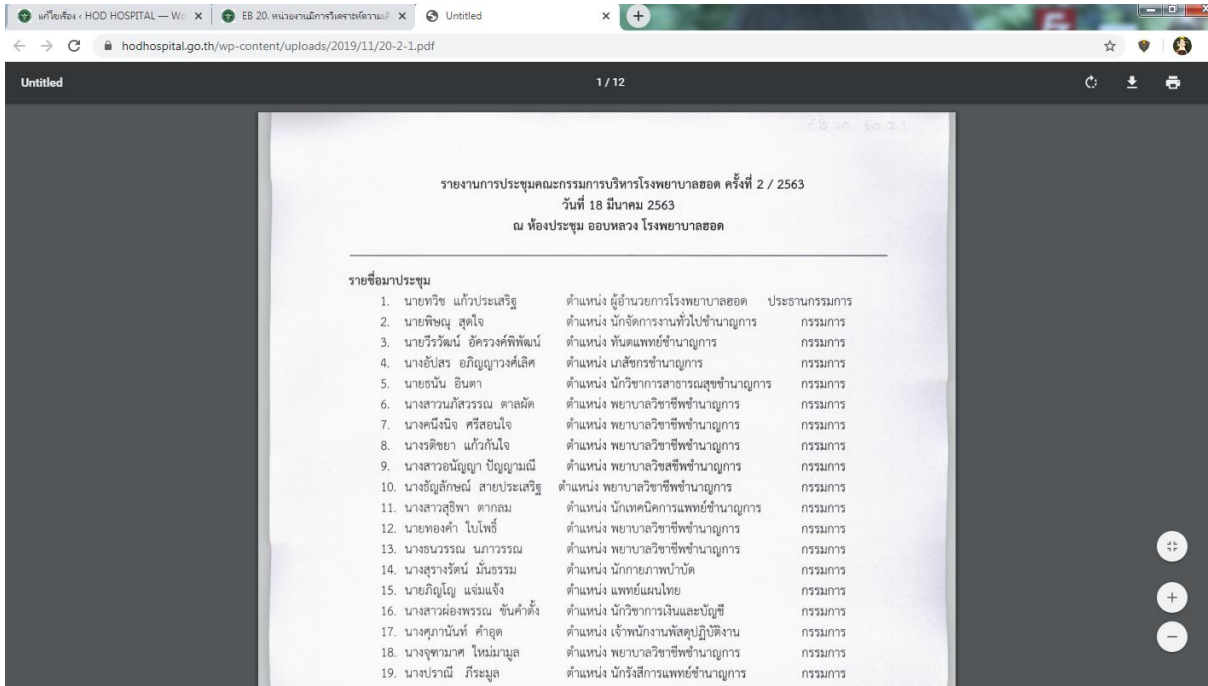 แก้ไขเรื่อง ‹ HOD HOSPITAL — Wo
EB 20. หน่วยงานมีการวิเคราะห์ความเสี
Untitled
hodhospital.go.th/wp-content/uploads/2019/11/20-2-1.pdf
Untitled
1 / 12
รายงานการประชุมคณะกรรมการบริหารโรงพยาบาลฮอด ครั้งที่ 2 / 2563
วันที่ 18 มีนาคม 2563
ณ ห้องประชุม ออบหลวง โรงพยาบาลฮอด
รายชื่อมาประชุม
1. นายทวิช แก้วประเสริฐ ตำแหน่ง ผู้อำนวยการโรงพยาบาลฮอด ประธานกรรมการ
2. นายพิษณุ สุดใจ ตำแหน่ง นักจัดการงานทั่วไปชำนาญการ กรรมการ
3. นายวีรวัฒน์ อัครวงค์พิพัฒน์ ตำแหน่ง ทันตแพทย์ชำนาญการ กรรมการ
4. นางอัปสร อภิญญาวงศ์เลิศ ตำแหน่ง เภสัชกรชำนาญการ กรรมการ
5. นายธนัน อินตา ตำแหน่ง นักวิชาการสาธารณสุขชำนาญการ กรรมการ
6. นางสาวนภัสวรรณ ตาลผัด ตำแหน่ง พยาบาลวิชาชีพชำนาญการ กรรมการ
7. นางคนึงนิจ ศรีสอนใจ ตำแหน่ง พยาบาลวิชาชีพชำนาญการ กรรมการ
8. นางรติชยา แก้วกันใจ ตำแหน่ง พยาบาลวิชาชีพชำนาญการ กรรมการ
9. นางสาวอนัญญา ปัญญามณี ตำแหน่ง พยาบาลวิชสชีพชำนาญการ กรรมการ
10. นางธัญลักษณ์ สายประเสริฐ ตำแหน่ง พยาบาลวิชาชีพชำนาญการ กรรมการ
11. นางสาวสุธิพา ตากลม ตำแหน่ง นักเทคนิคการแพทย์ชำนาญการ กรรมการ
12. นายทองคำ ใบโพธิ์ ตำแหน่ง พยาบาลวิชาชีพชำนาญการ กรรมการ
13. นางธนวรรณ นภาวรรณ ตำแหน่ง พยาบาลวิชาชีพชำนาญการ กรรมการ
14. นางสุรางรัตน์ มั่นธรรม ตำแหน่ง นักกายภาพบำบัด กรรมการ
15. นายภิญโญ แจ่มแจ้ง ตำแหน่ง แพทย์แผนไทย กรรมการ
16. นางสาวผ่องพรรณ ขันคำตั้ง ตำแหน่ง นักวิชาการเงินและบัญชี กรรมการ
17. นางศุภานันท์ คำอุด ตำแหน่ง เจ้าพนักงานพัสดุปฏิบัติงาน กรรมการ
18. นางจุฑามาศ ใหม่มามูล ตำแหน่ง พยาบาลวิชาชีพชำนาญการ กรรมการ
19. นางปราณี ภีระมูล ตำแหน่ง นักรังสีการแพทย์ชำนาญการ กรรมการ